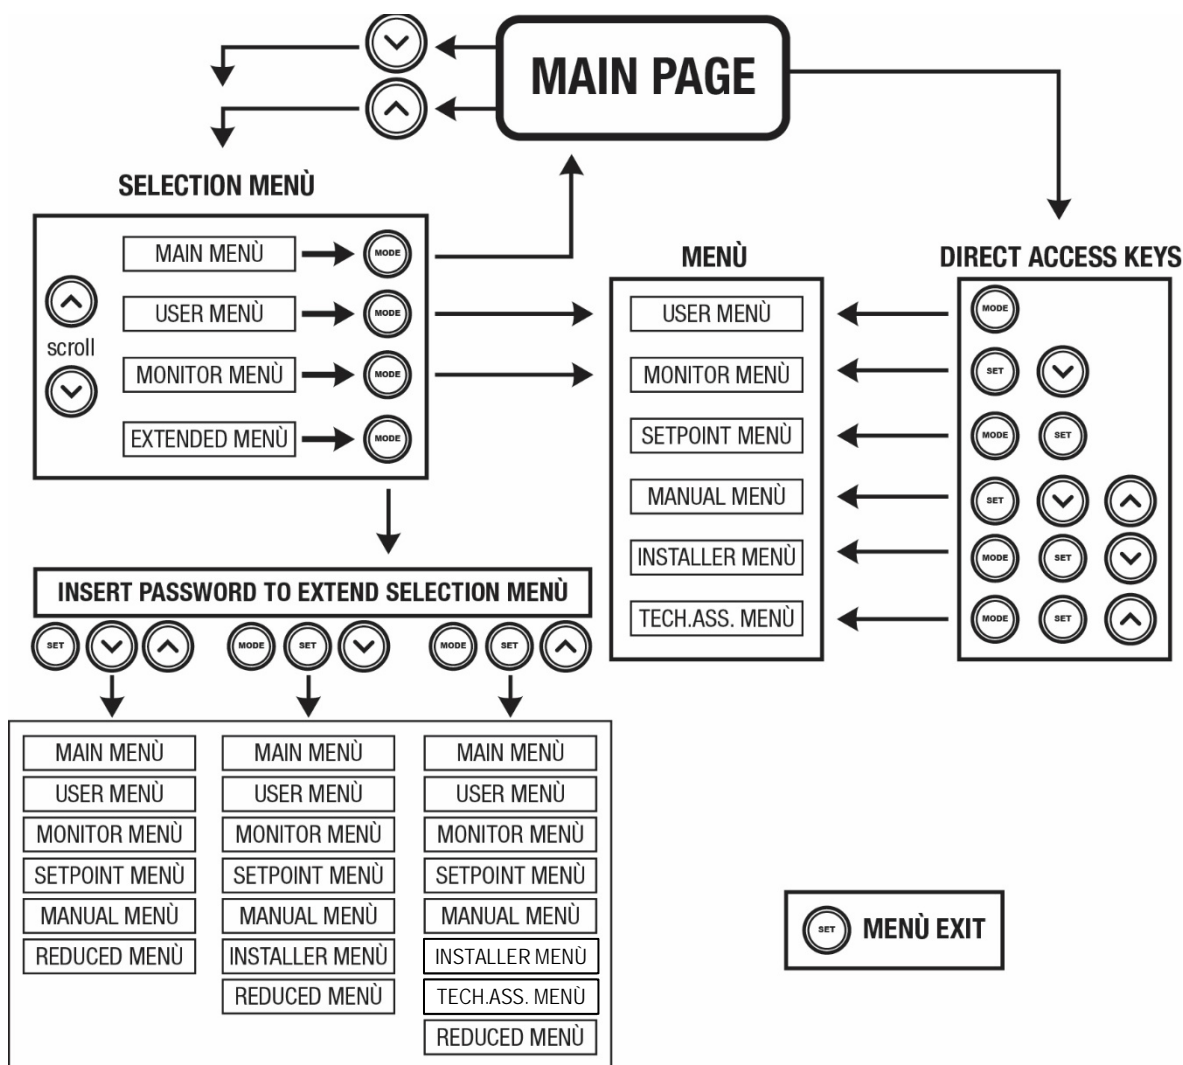 MAIN PAGE
SELECTION MENÙ
MAIN MENÙ MODE
USER MENÙ MODE
scroll
MONITOR MENÙ MODE
EXTENDED MENÙ MODE
MENÙ
USER MENÙ
MONITOR MENÙ
SETPOINT MENÙ
MANUAL MENÙ
INSTALLER MENÙ
TECH.ASS. MENÙ
DIRECT ACCESS KEYS
MODE
SET
MODE SET
SET
MODE SET
MODE SET
INSERT PASSWORD TO EXTEND SELECTION MENÙ
SET
MODE SET
MODE SET
MAIN MENÙ
USER MENÙ
MONITOR MENÙ
SETPOINT MENÙ
MANUAL MENÙ
REDUCED MENÙ
MAIN MENÙ
USER MENÙ
MONITOR MENÙ
SETPOINT MENÙ
MANUAL MENÙ
INSTALLER MENÙ
REDUCED MENÙ
MAIN MENÙ
USER MENÙ
MONITOR MENÙ
SETPOINT MENÙ
MANUAL MENÙ
INSTALLER MENÙ
TECH.ASS. MENÙ
REDUCED MENÙ
SET MENÙ EXIT